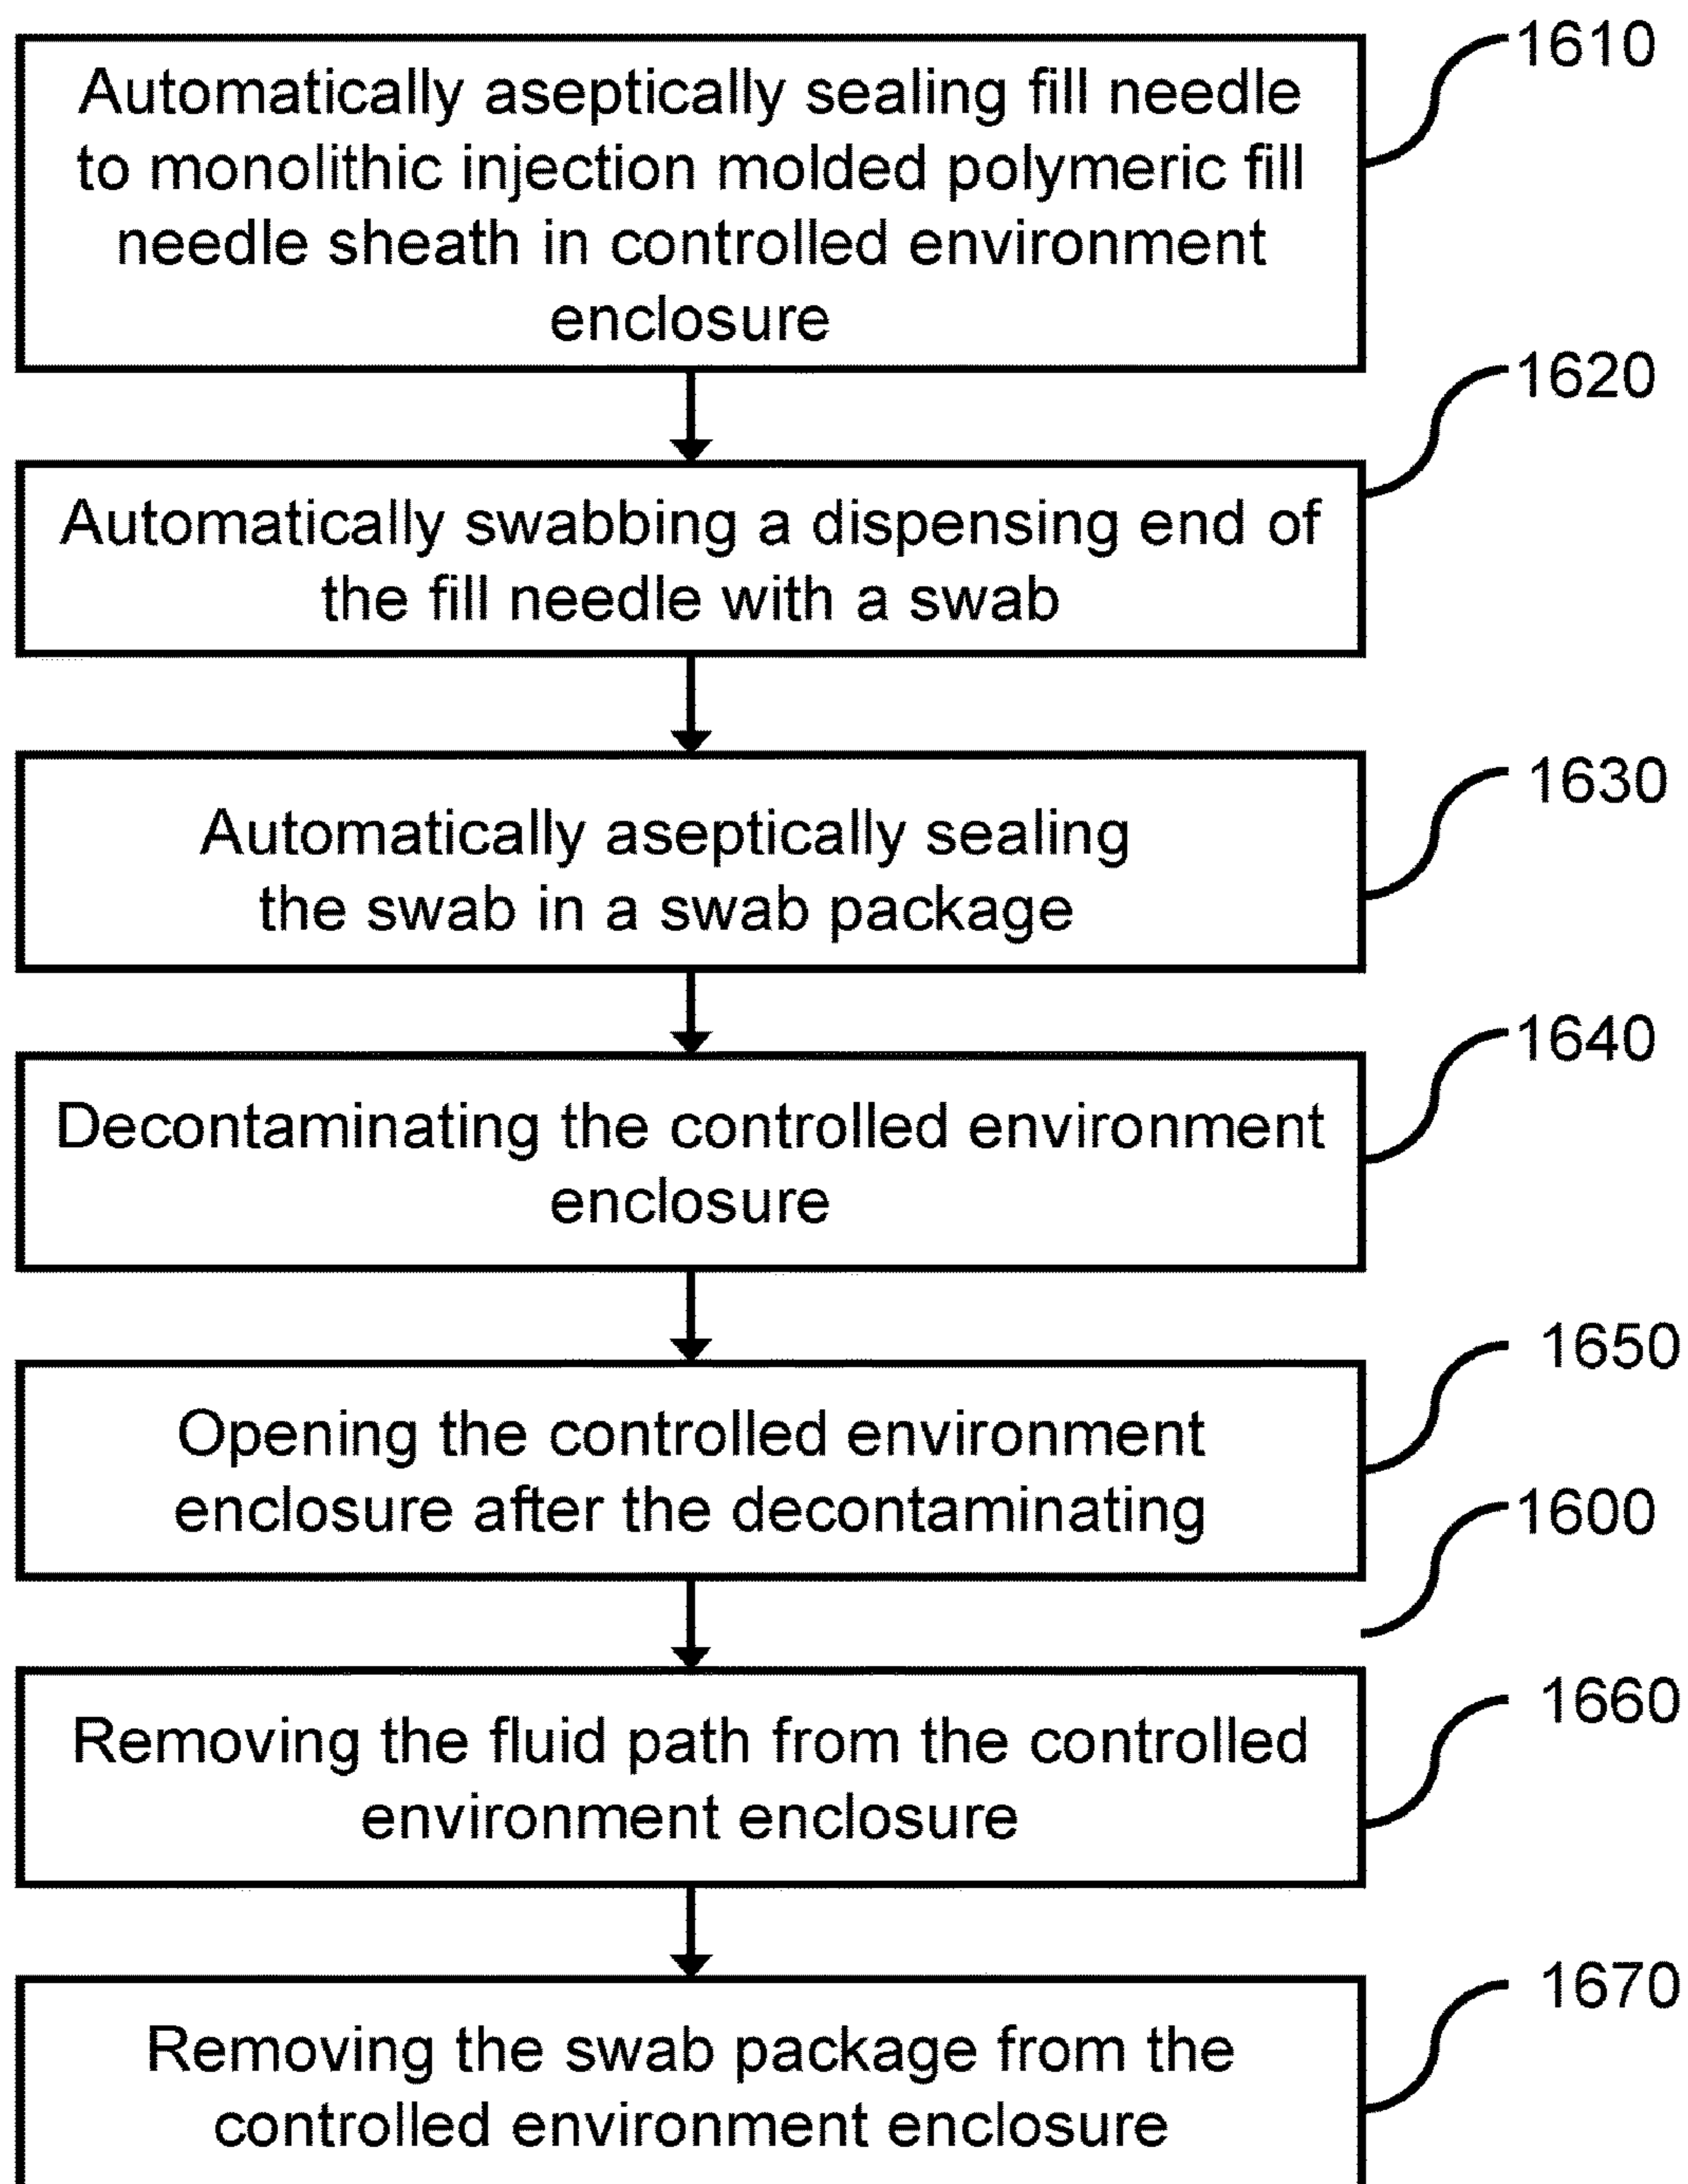 1610
Automatically aseptically sealing fill needle
to monolithic injection molded polymeric fill
needle sheath in controlled environment
enclosure
1620
Automatically swabbing a dispensing end of
the fill needle with a swab
1630
Automatically aseptically sealing
the swab in a swab package
1640
Decontaminating the controlled environment
enclosure
1650
Opening the controlled environment
enclosure after the decontaminating
1600
1660
Removing the fluid path from the controlled
environment enclosure
1670
Removing the swab package from the
controlled environment enclosure